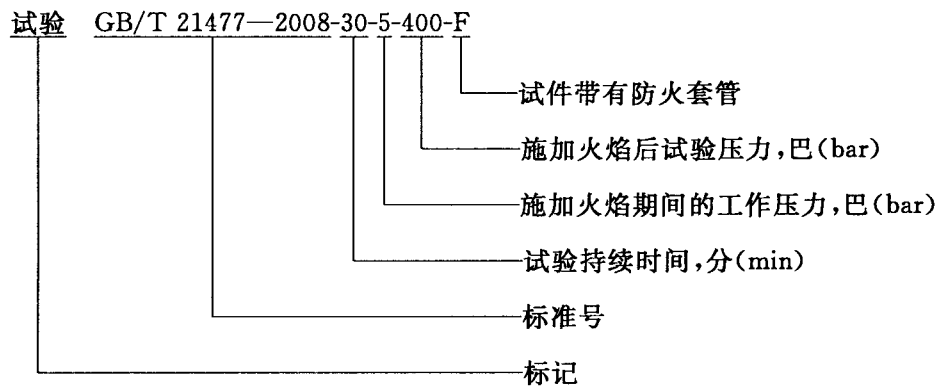 试验 GB/T 21477—2008-30-5-400-F
试件带有防火套管
施加火焰后试验压力,巴(bar)
施加火焰期间的工作压力,巴(bar)
试验持续时间,分(min)
标准号
标记